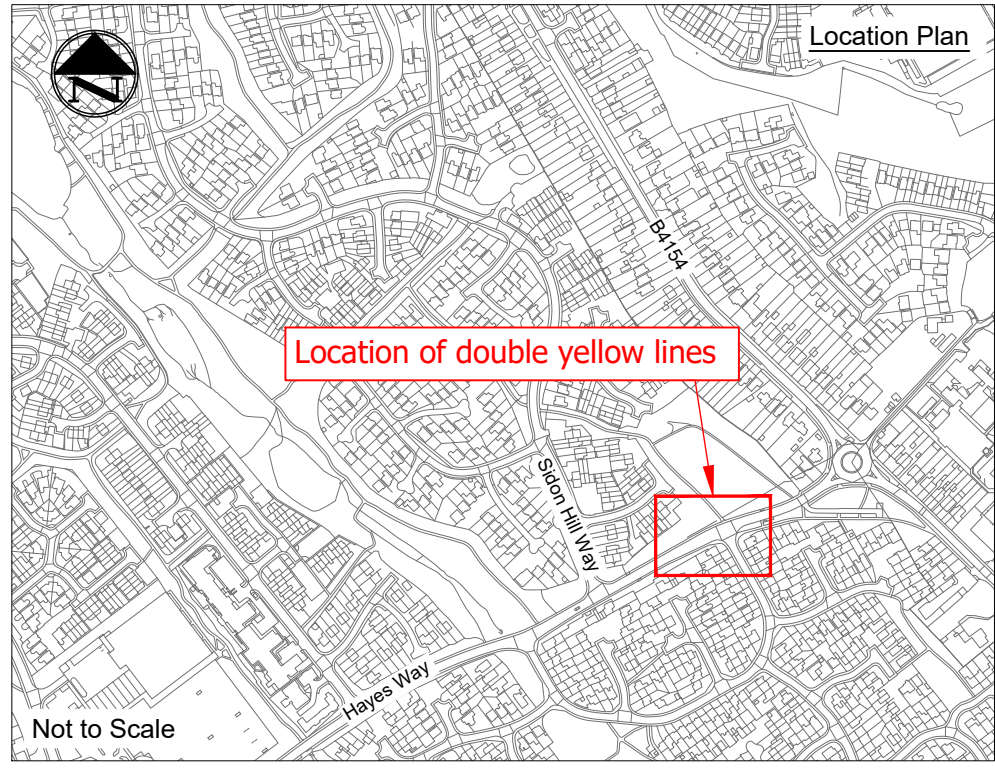 Location Plan
N
B4154
Location of double yellow lines
Sidon Hill Way
Hayes Way
Not to Scale